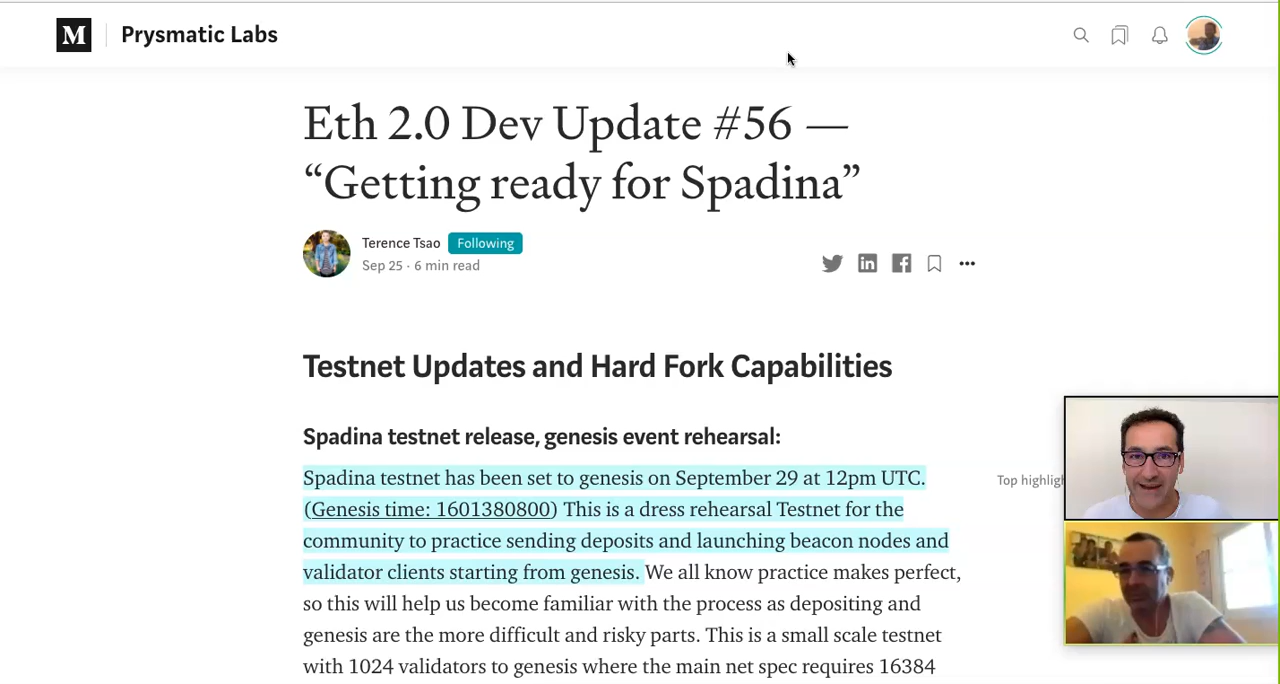 M Prysmatic Labs
Eth 2.0 Dev Update #56 —
“Getting ready for Spadina”
Terence Tsao Following
Sep 25 · 6 min read
Testnet Updates and Hard Fork Capabilities
Spadina testnet release, genesis event rehearsal:
Spadina testnet has been set to genesis on September 29 at 12pm UTC.
Top
(Genesis time: 1601380800) This is a dress rehearsal Testnet for the
community to practice sending deposits and launching beacon nodes and
validator clients starting from genesis. We all know practice makes perfect,
so this will help us become familiar with the process as depositing and
genesis are the more difficult and risky parts. This is a small scale testnet
with 1024 validators to genesis where the main net spec requires 16384